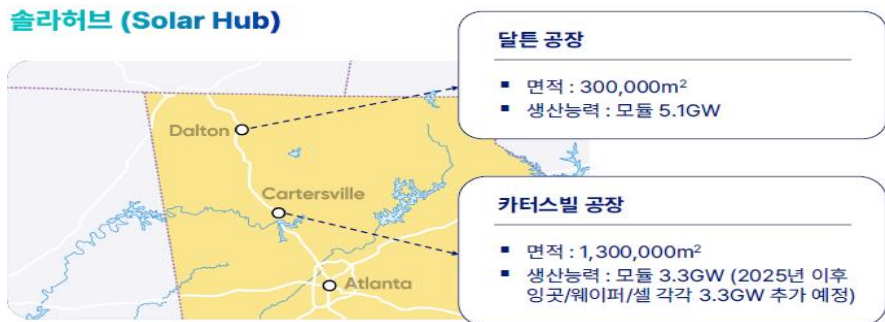 솔라허브 (Solar Hub)
달튼 공장
▪ 면적 : 300,000m²
▪ 생산능력 : 모듈 5.1GW
Dalton
Cartersville
카터스빌 공장
▪ 면적 : 1,300,000m²
▪ 생산능력 : 모듈 3.3GW (2025년 이후
잉곳/웨이퍼/셀 각각 3.3GW 추가 예정)
Atlanta